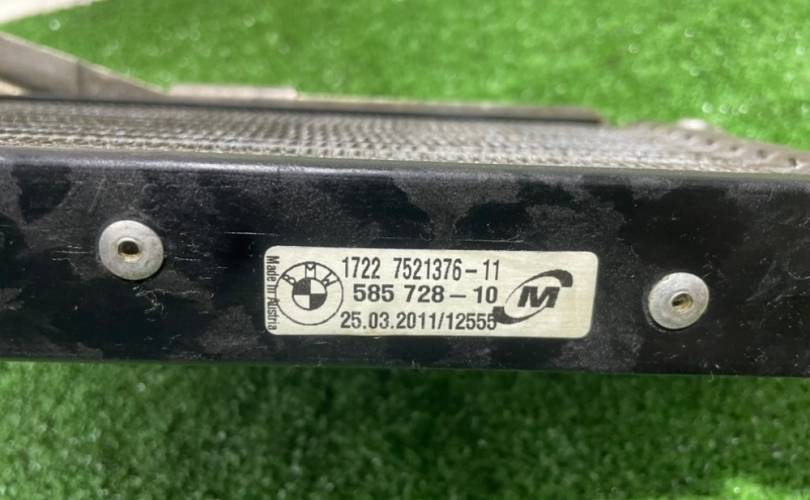 Made in Austria
BMW
1722 7521376-11
585 728-10
25.03.2011/12555
M